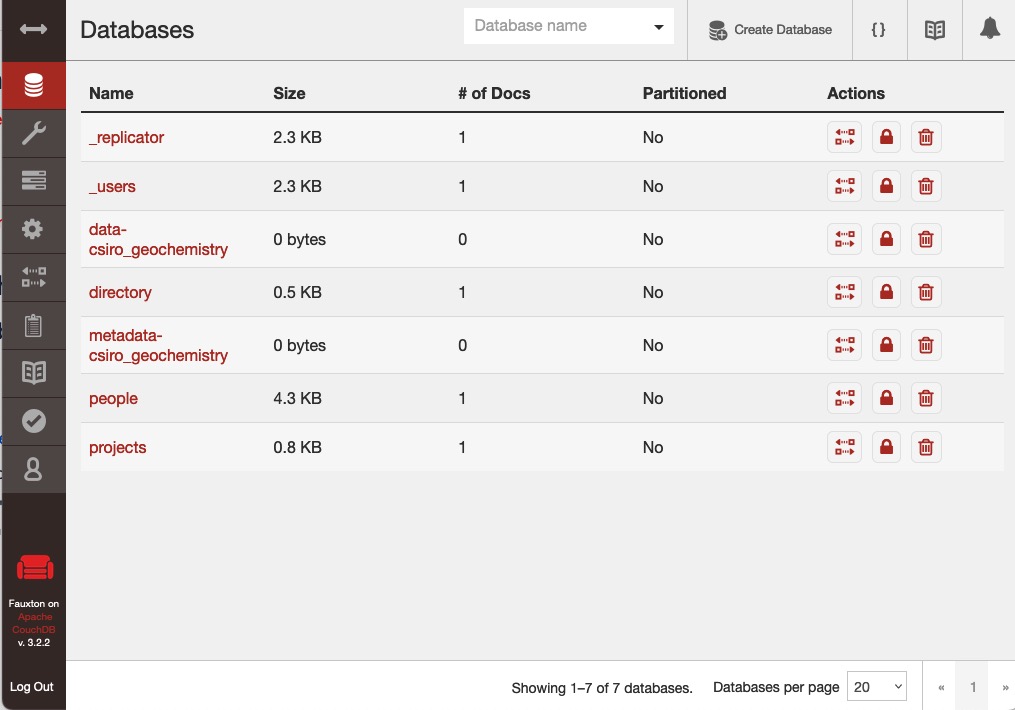 Databases
Database name
Create Database
{ }
Name Size # of Docs Partitioned Actions
_replicator 2.3 KB 1 No
_users 2.3 KB 1 No
data-
csiro_geochemistry 0 bytes 0 No
directory 0.5 KB 1 No
metadata-
csiro_geochemistry 0 bytes 0 No
people 4.3 KB 1 No
projects 0.8 KB 1 No
Fauxton on
Apache
CouchDB
v. 3.2.2
Log Out
Showing 1–7 of 7 databases. Databases per page 20 « 1 »